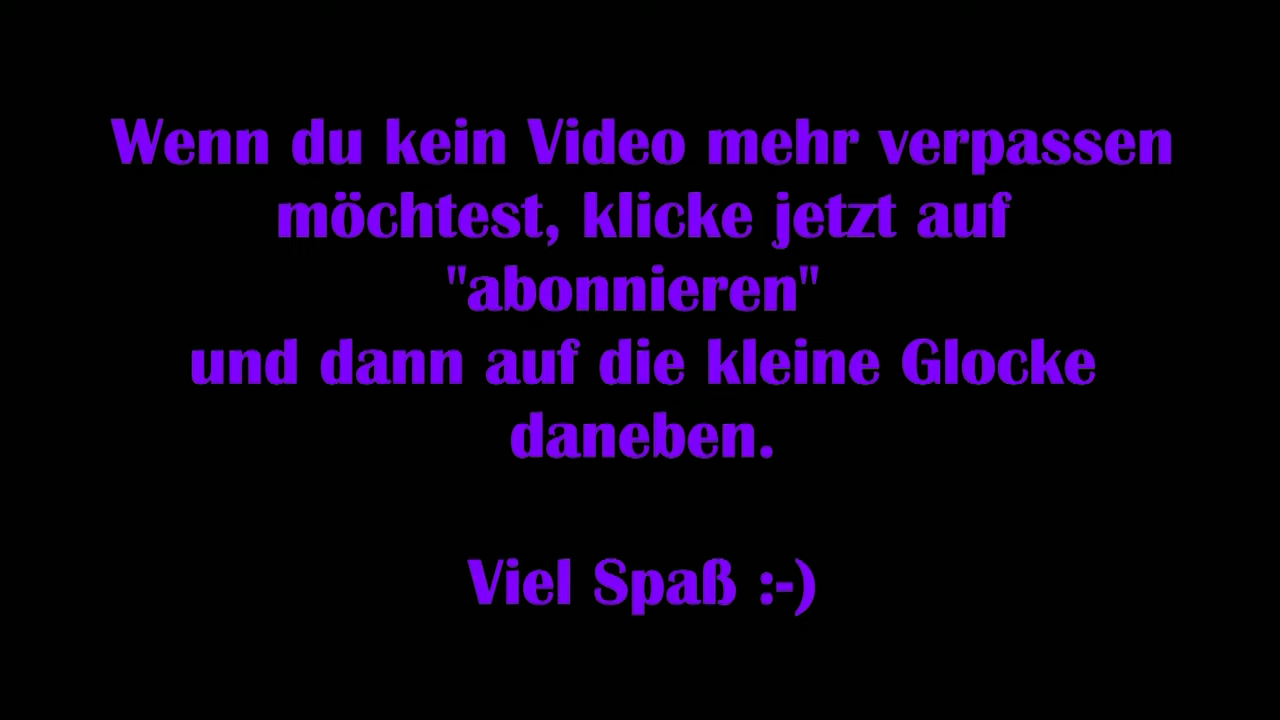 Wenn du kein Video mehr verpassen
möchtest, klicke jetzt auf
"abonnieren"
und dann auf die kleine Glocke
daneben.
Viel Spaß :-)